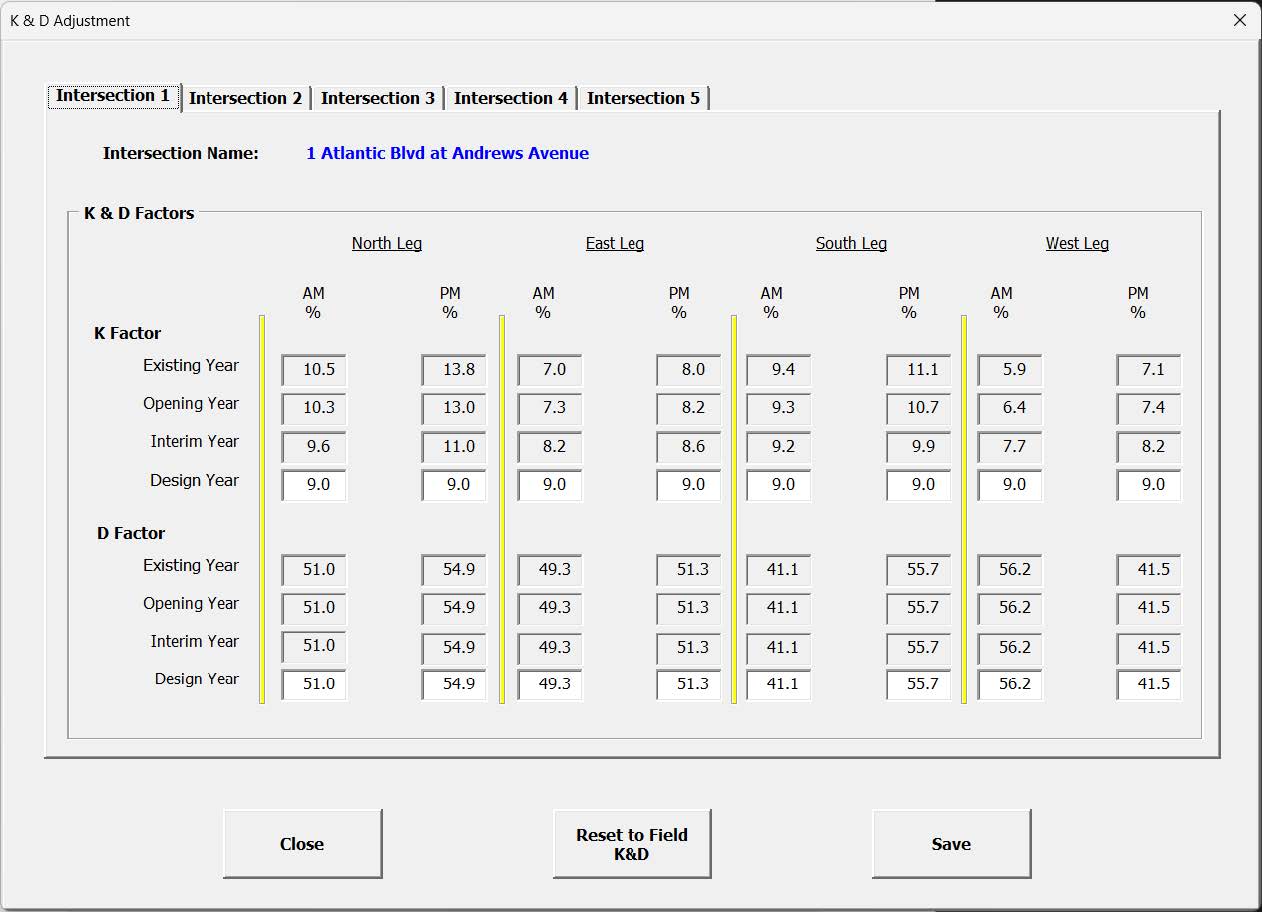 K & D Adjustment
Intersection 1 Intersection 2 Intersection 3 Intersection 4 Intersection 5
Intersection Name: 1 Atlantic Blvd at Andrews Avenue
K & D Factors
North Leg East Leg South Leg West Leg
AM PM AM PM AM PM AM PM
% % % % % % % %
K Factor
Existing Year 10.5 13.8 7.0 8.0 9.4 11.1 5.9 7.1
Opening Year 10.3 13.0 7.3 8.2 9.3 10.7 6.4 7.4
Interim Year 9.6 11.0 8.2 8.6 9.2 9.9 7.7 8.2
Design Year 9.0 9.0 9.0 9.0 9.0 9.0 9.0 9.0
D Factor
Existing Year 51.0 54.9 49.3 51.3 41.1 55.7 56.2 41.5
Opening Year 51.0 54.9 49.3 51.3 41.1 55.7 56.2 41.5
Interim Year 51.0 54.9 49.3 51.3 41.1 55.7 56.2 41.5
Design Year 51.0 54.9 49.3 51.3 41.1 55.7 56.2 41.5
Close
Reset to Field
K&D
Save